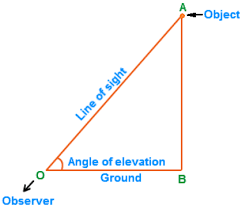 A
Object
Line of sight
Angle of elevation
O
B
Ground
Observer